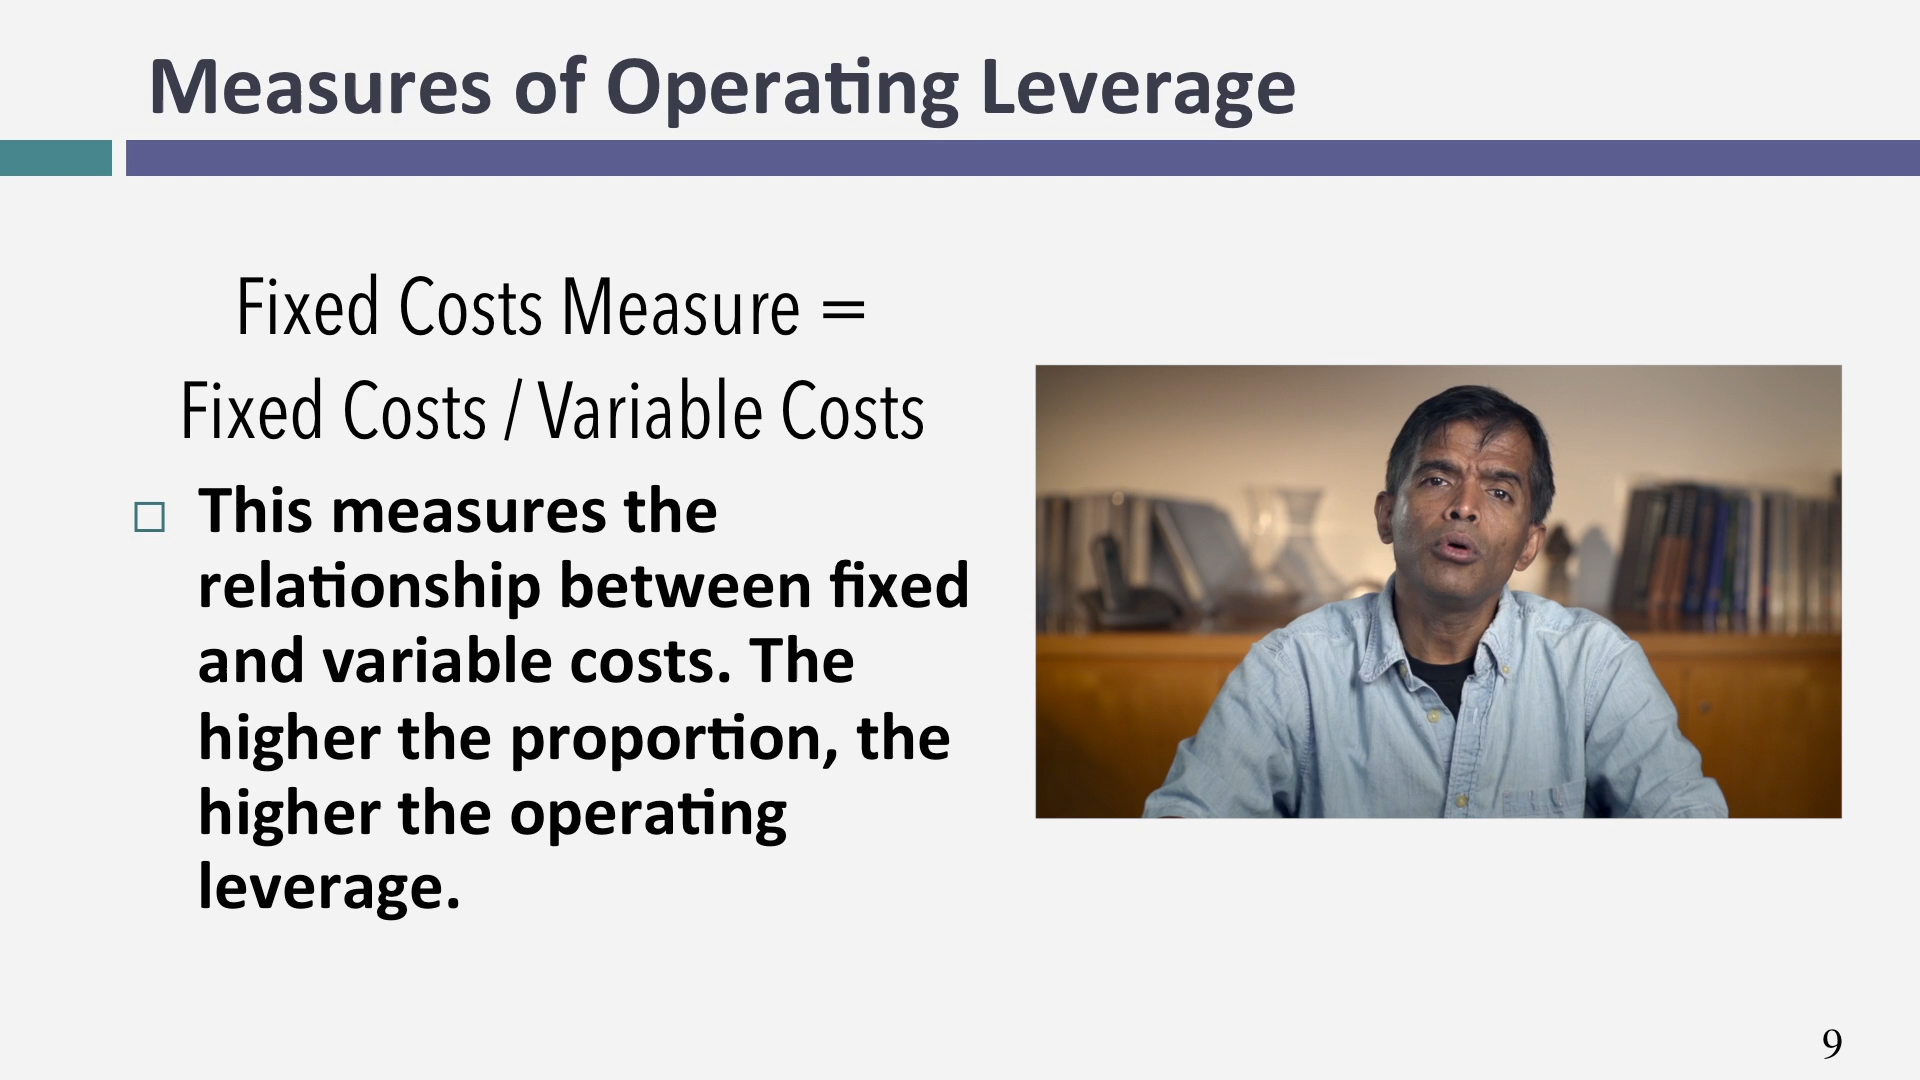 Measures of Operating Leverage
Fixed Costs Measure =
Fixed Costs / Variable Costs
This measures the
relationship between fixed
and variable costs. The
higher the proportion, the
higher the operating
leverage.
9